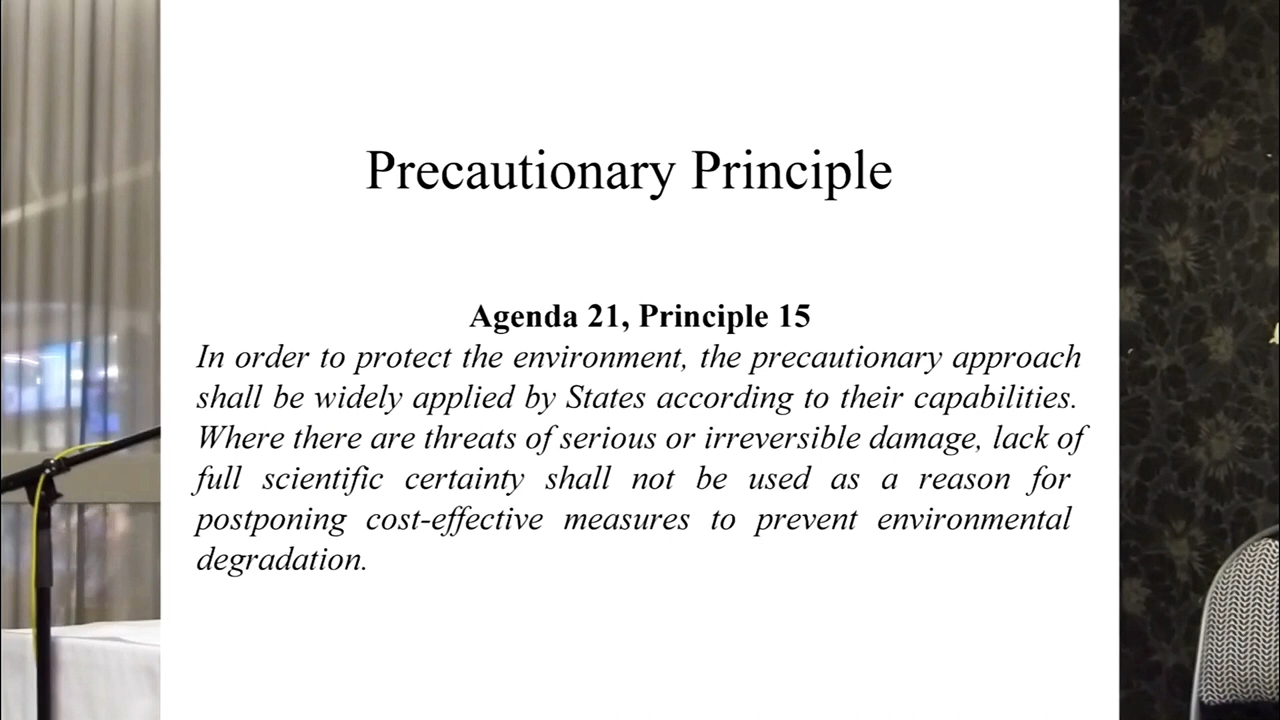 Precautionary Principle
Agenda 21, Principle 15
In order to protect the environment, the precautionary approach
shall be widely applied by States according to their capabilities.
Where there are threats of serious or irreversible damage, lack of
full scientific certainty shall not be used as a reason for
postponing cost-effective measures to prevent environmental
degradation.